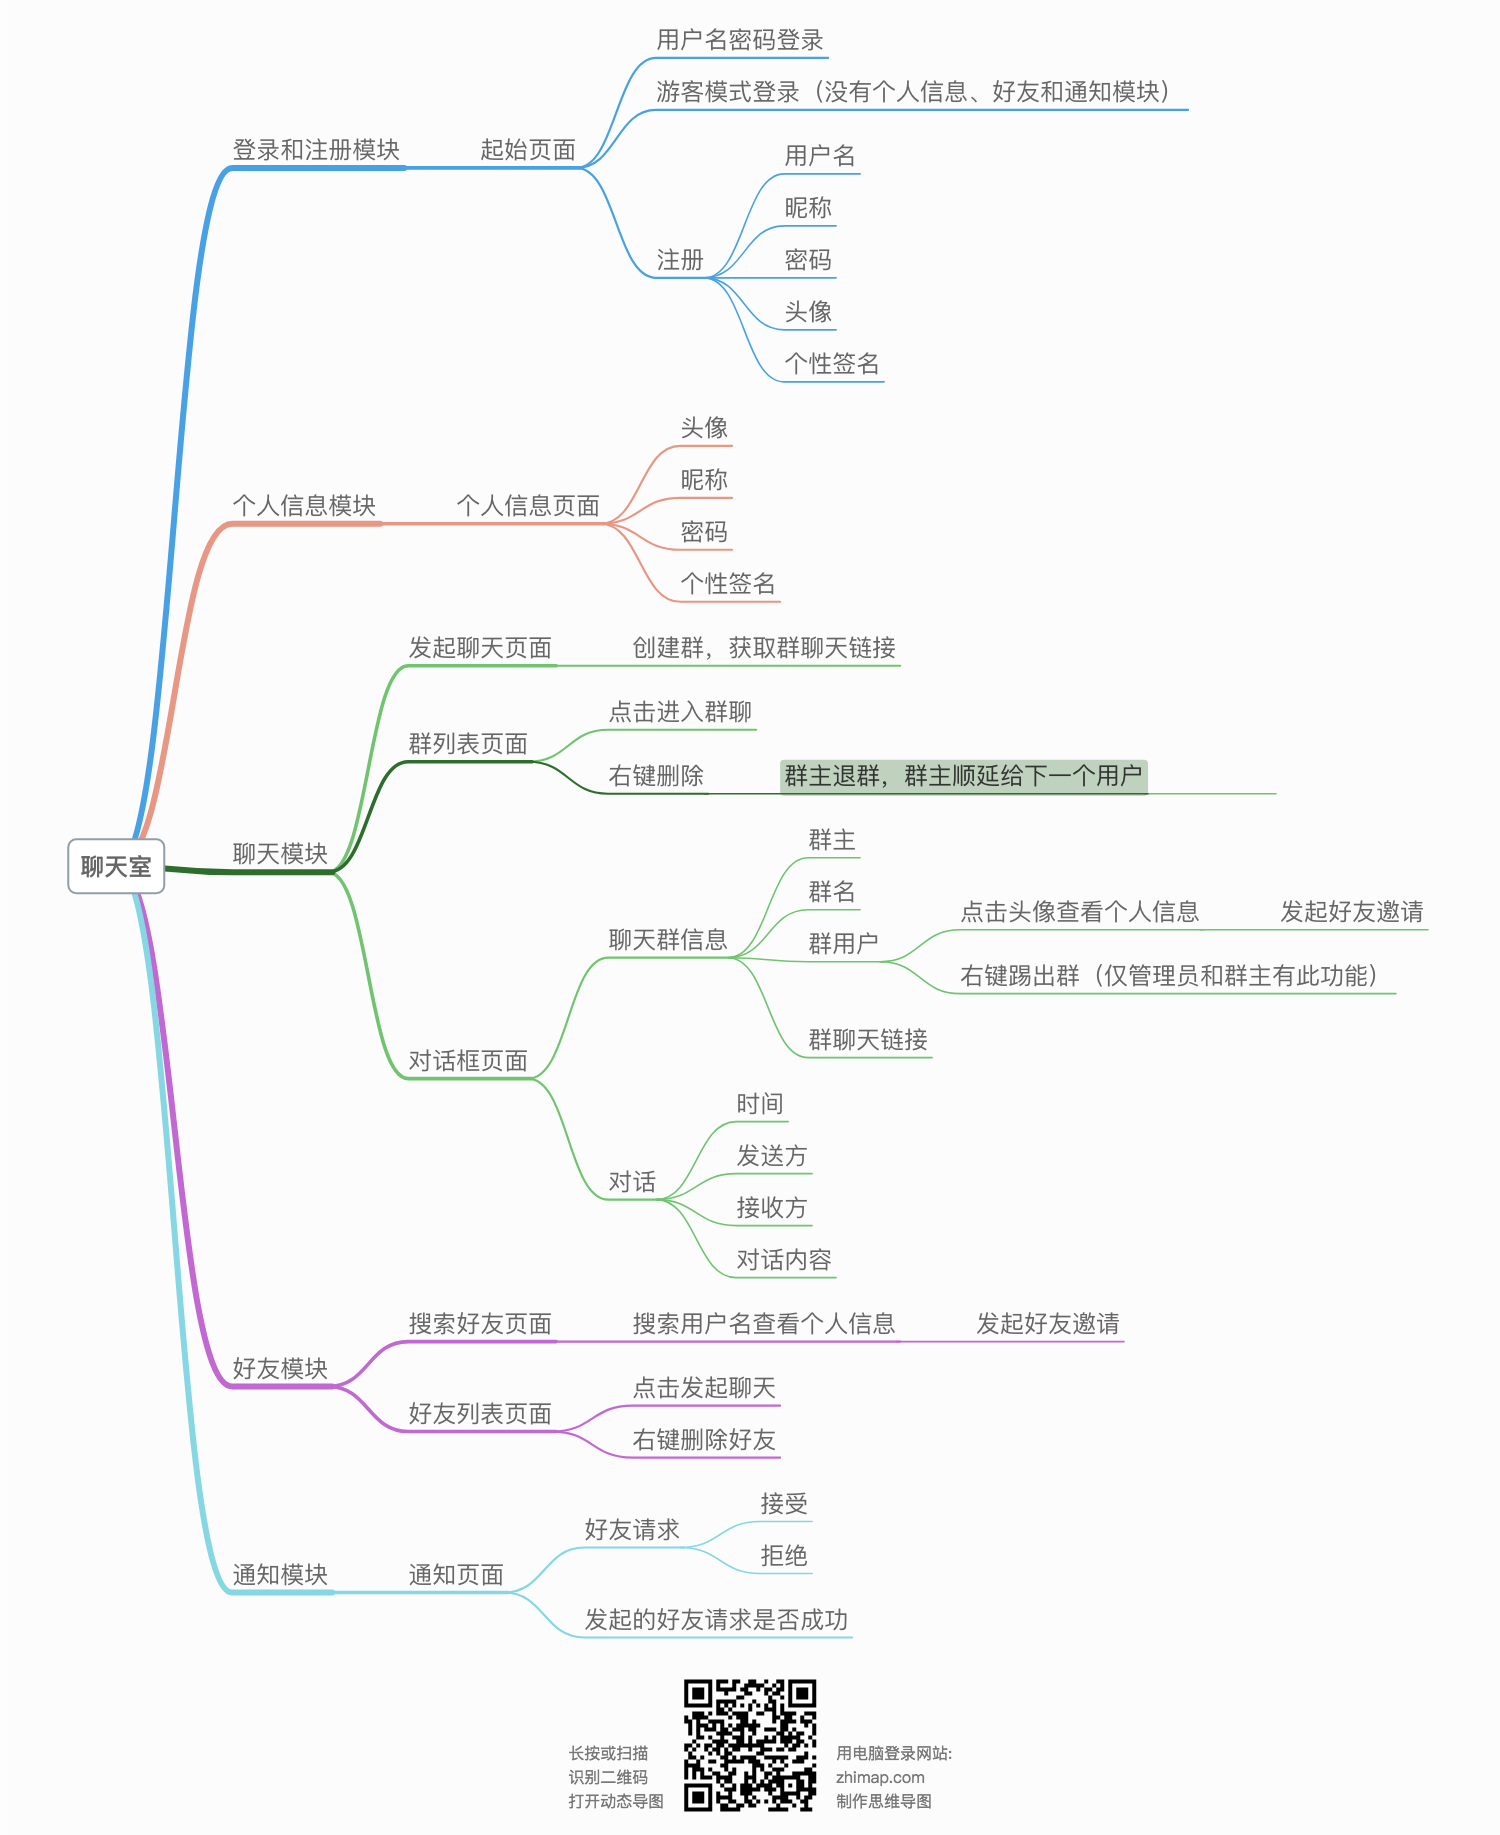 聊天室
登录和注册模块
起始页面
用户名密码登录
游客模式登录（没有个人信息、好友和通知模块）
注册
用户名
昵称
密码
头像
个性签名
个人信息模块
个人信息页面
头像
昵称
密码
个性签名
聊天模块
发起聊天页面
创建群，获取群聊天链接
群列表页面
点击进入群聊
右键删除
群主退群，群主顺延给下一个用户
对话框页面
聊天群信息
群主
群名
群用户
点击头像查看个人信息
发起好友邀请
右键踢出群（仅管理员和群主有此功能）
群聊天链接
对话
时间
发送方
接收方
对话内容
好友模块
搜索好友页面
搜索用户名查看个人信息
发起好友邀请
好友列表页面
点击发起聊天
右键删除好友
通知模块
通知页面
好友请求
接受
拒绝
发起的好友请求是否成功
长按或扫描
识别二维码
打开动态导图
用电脑登录网站:
zhimap.com
制作思维导图